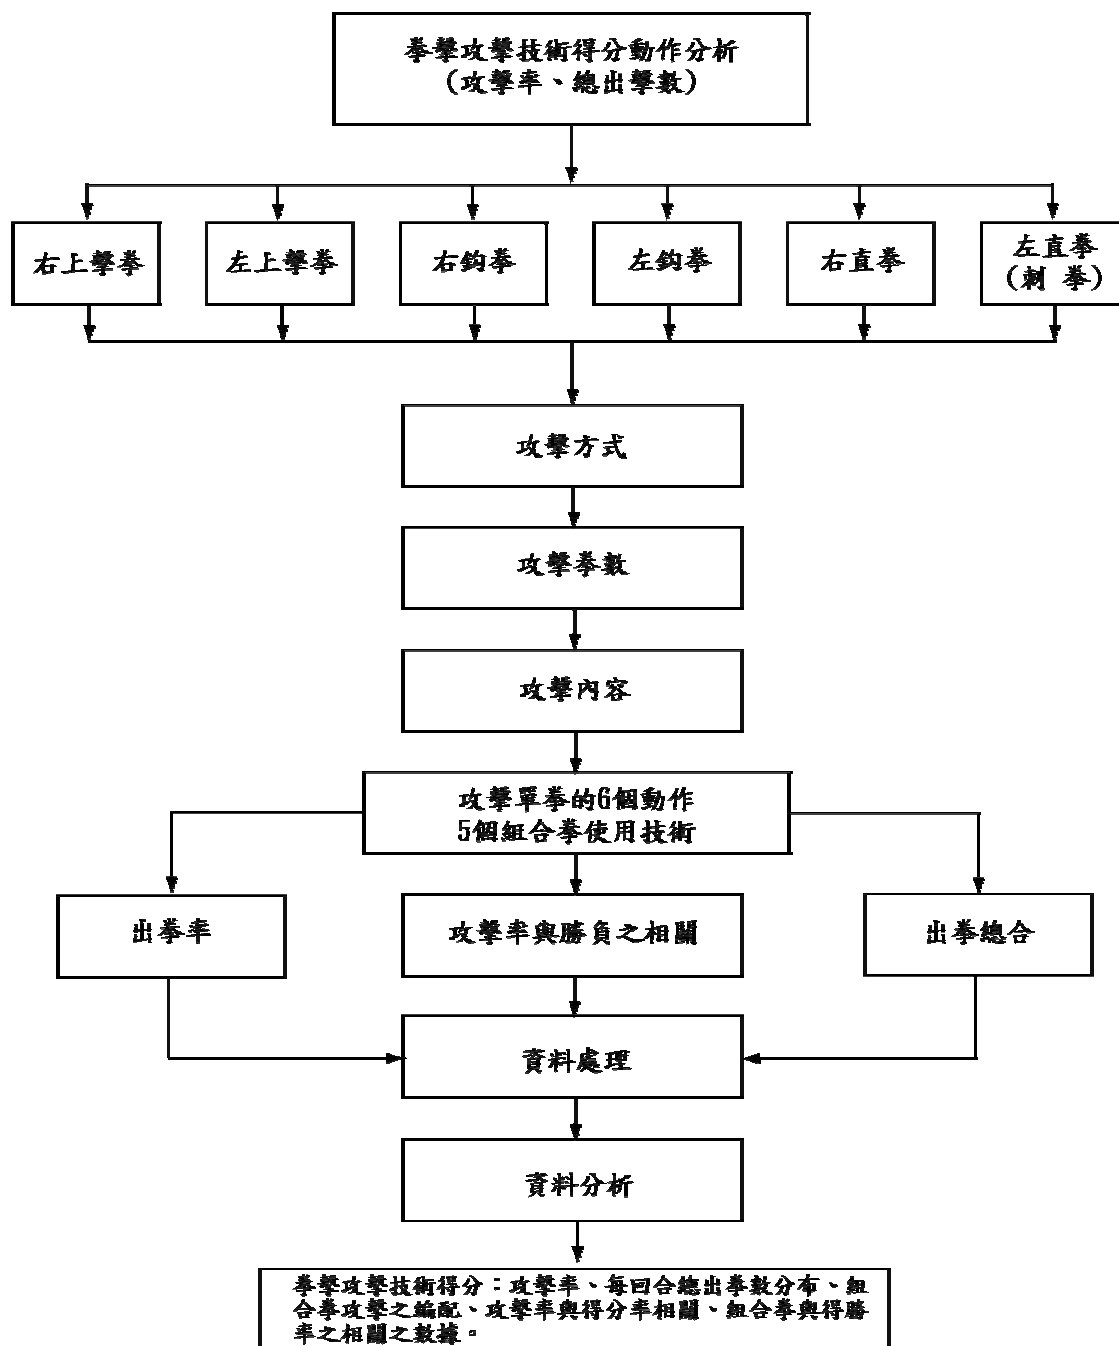 拳擊攻擊技術得分動作分析
(攻擊率、總出擊數)
右上擊拳
左上擊拳
右鈎拳
左鈎拳
右直拳
左直拳
(刺 拳)
攻擊方式
攻擊拳數
攻擊內容
攻擊單拳的6個動作
5個組合拳使用技術
出拳率
攻擊率與勝負之相關
出拳總合
資料處理
資料分析
拳擊攻擊技術得分：攻擊率、每回合總出拳數分布、組
合拳攻擊之編配、攻擊率與得分率相關、組合拳與得勝
率之相關之數據。